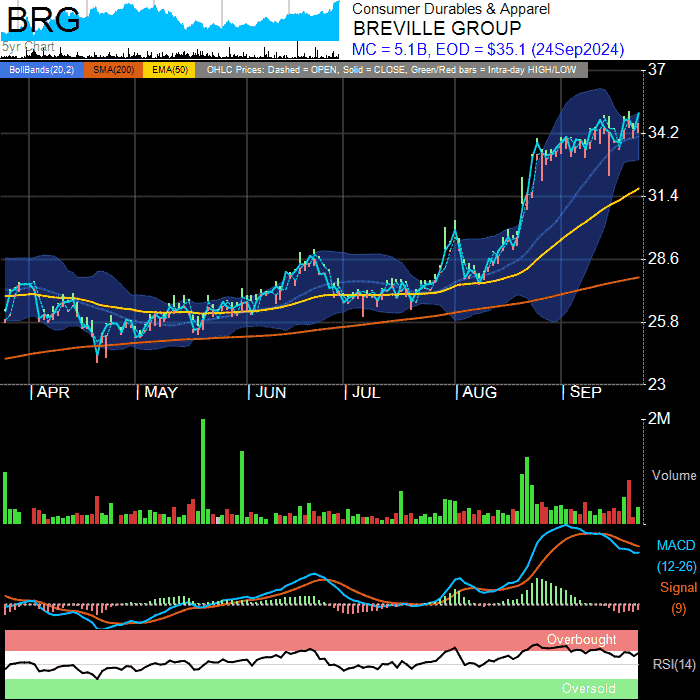 BRG
5yr Chart
Consumer Durables & Apparel
BREVILLE GROUP
MC = 5.1B, EOD = $35.1 (24Sep2024)
BollBands(20,2) SMA(200) EMA(50) OHLC Prices: Dashed = OPEN, Solid = CLOSE, Green/Red bars = Intra-day HIGH/LOW
37
34.2
31.4
28.6
25.8
23
APR MAY JUN JUL AUG SEP
2M
Volume
MACD
(12-26)
Signal
(9)
Overbought
RSI(14)
Oversold